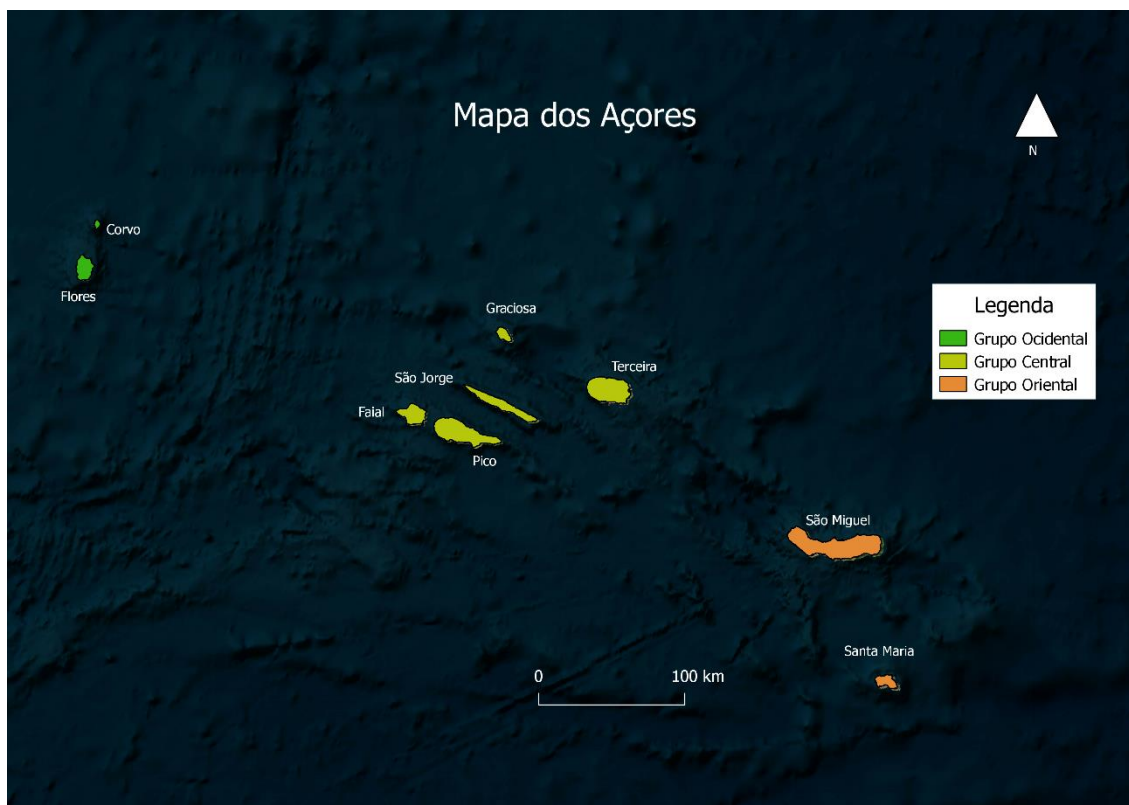 Mapa dos Açores
N
Corvo
Flores
Graciosa
Terceira
São Jorge
Faial
Pico
Legenda
Grupo Ocidental
Grupo Central
Grupo Oriental
São Miguel
Santa Maria
0 100 km